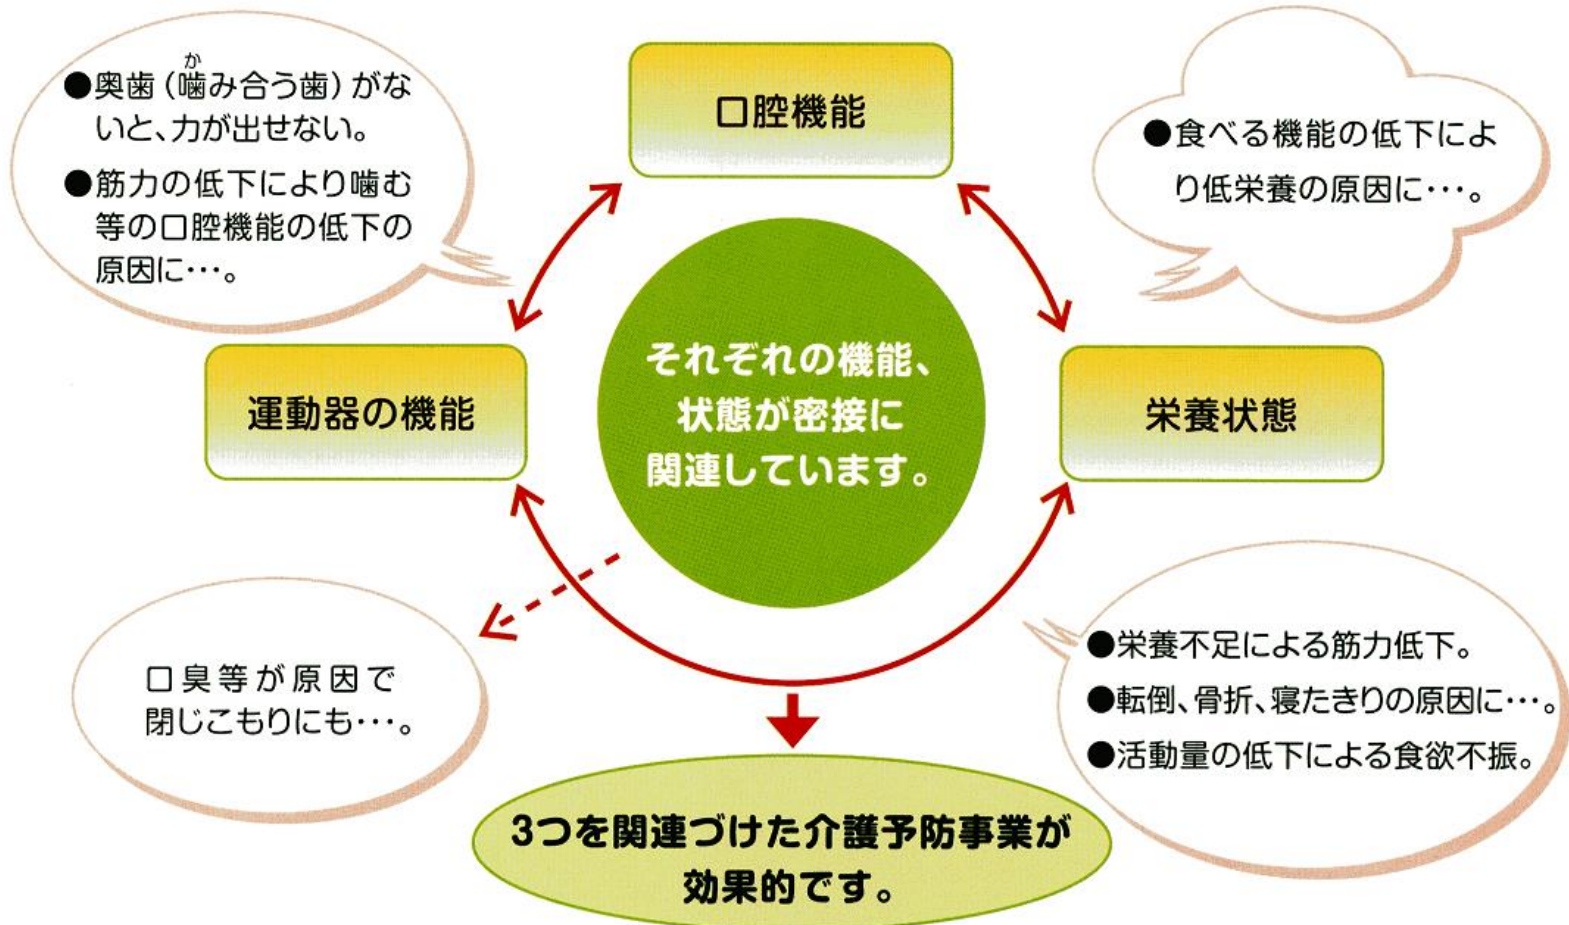 口腔機能
●奥歯（噛み合う歯）がな
か
いと、力が出せない。
●筋力の低下により噛む
等の口腔機能の低下の
原因に…。
●食べる機能の低下によ
り低栄養の原因に…。
それぞれの機能、
状態が密接に
関連しています。
運動器の機能
栄養状態
口臭等が原因で
閉じこもりにも…。
●栄養不足による筋力低下。
●転倒、骨折、寝たきりの原因に…。
●活動量の低下による食欲不振。
3つを関連づけた介護予防事業が
効果的です。